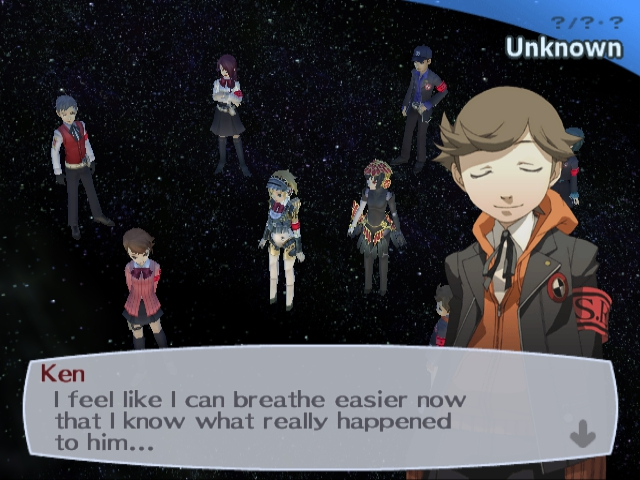 ?/?·?
Unknown
S.
Ken
I feel like I can breathe easier now
that I know what really happened
to him...